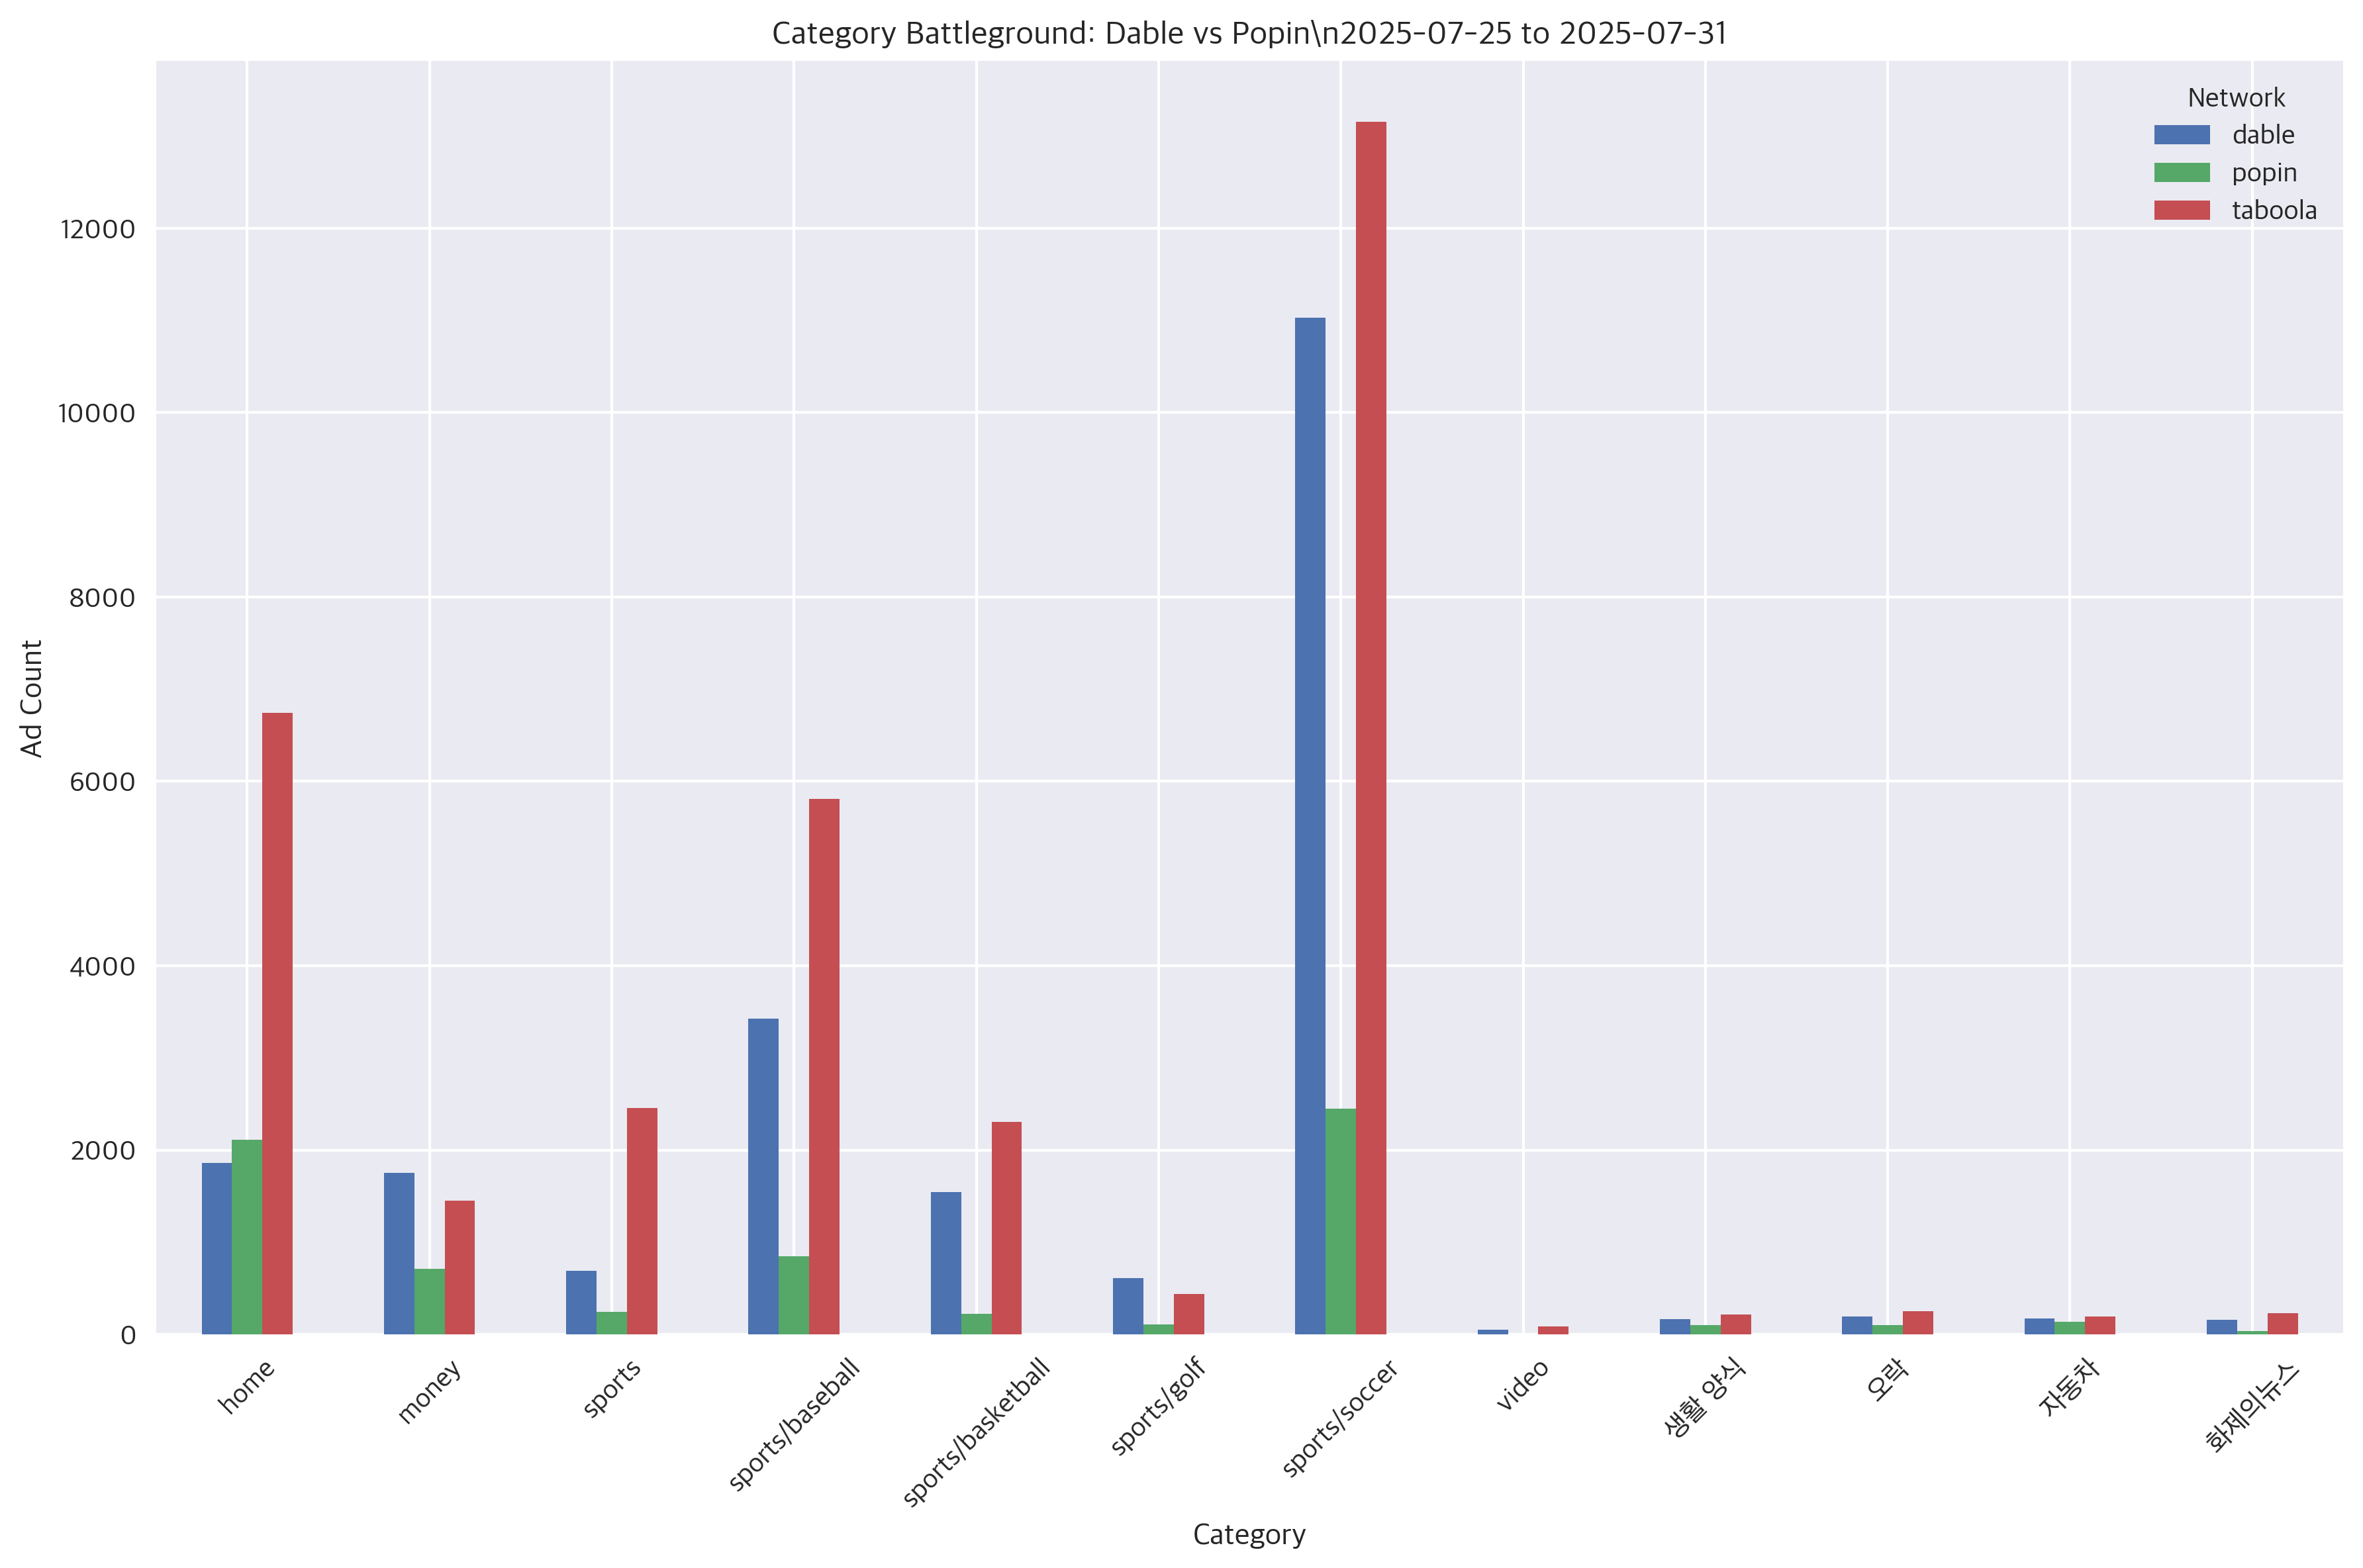 Category Battleground: Dable vs Popin\n2025-07-25 to 2025-07-31
Network
dable
popin
taboola
Ad Count
12000
10000
8000
6000
4000
2000
0
home
money
sports
sports/baseball
sports/basketball
sports/golf
sports/soccer
video
생활 양식
오락
자동차
화제의뉴스
Category